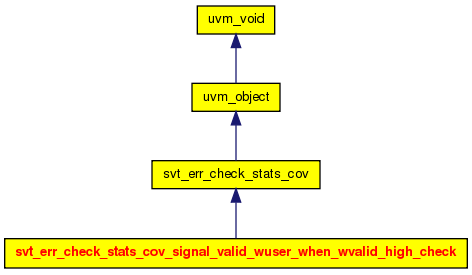 uvm_void
uvm_object
svt_err_check_stats_cov
svt_err_check_stats_cov_signal_valid_wuser_when_wvalid_high_check